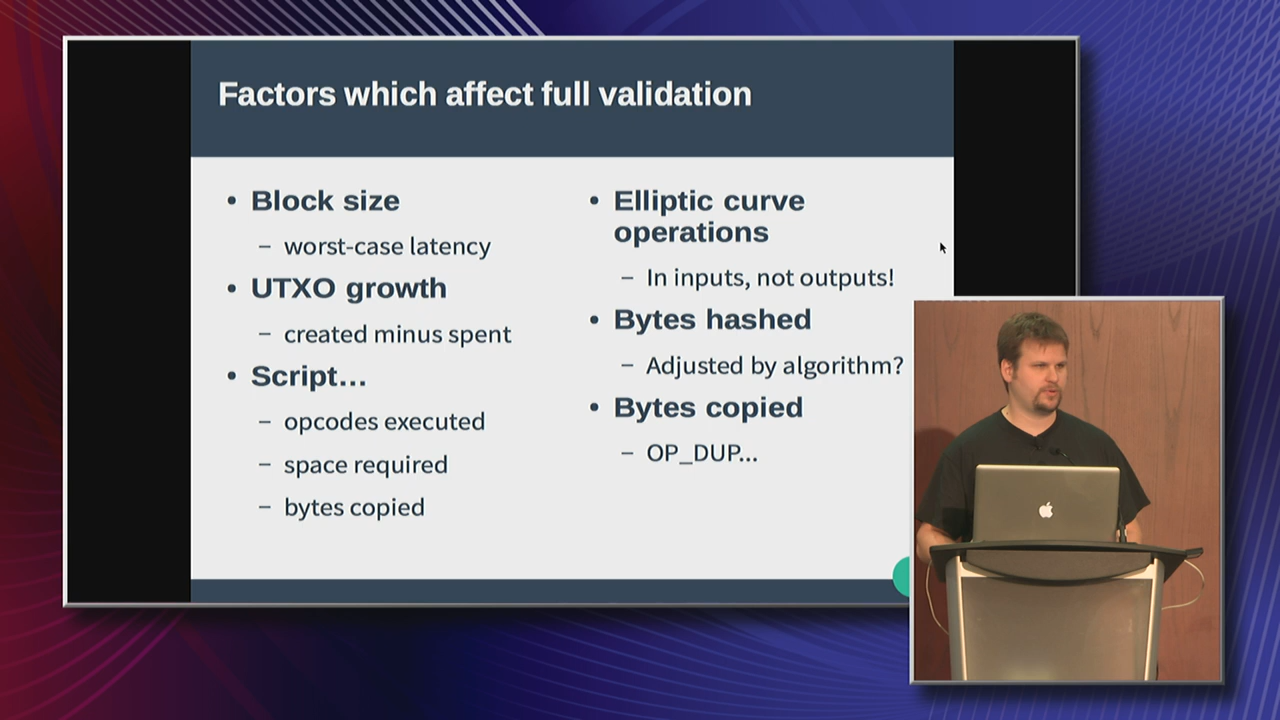 Factors which affect full validation
• Block size
– worst-case latency
• UTXO growth
– created minus spent
• Script...
– opcodes executed
– space required
– bytes copied
• Elliptic curve
operations
– In inputs, not outputs!
• Bytes hashed
– Adjusted by algorithm?
• Bytes copied
– OP_DUP...